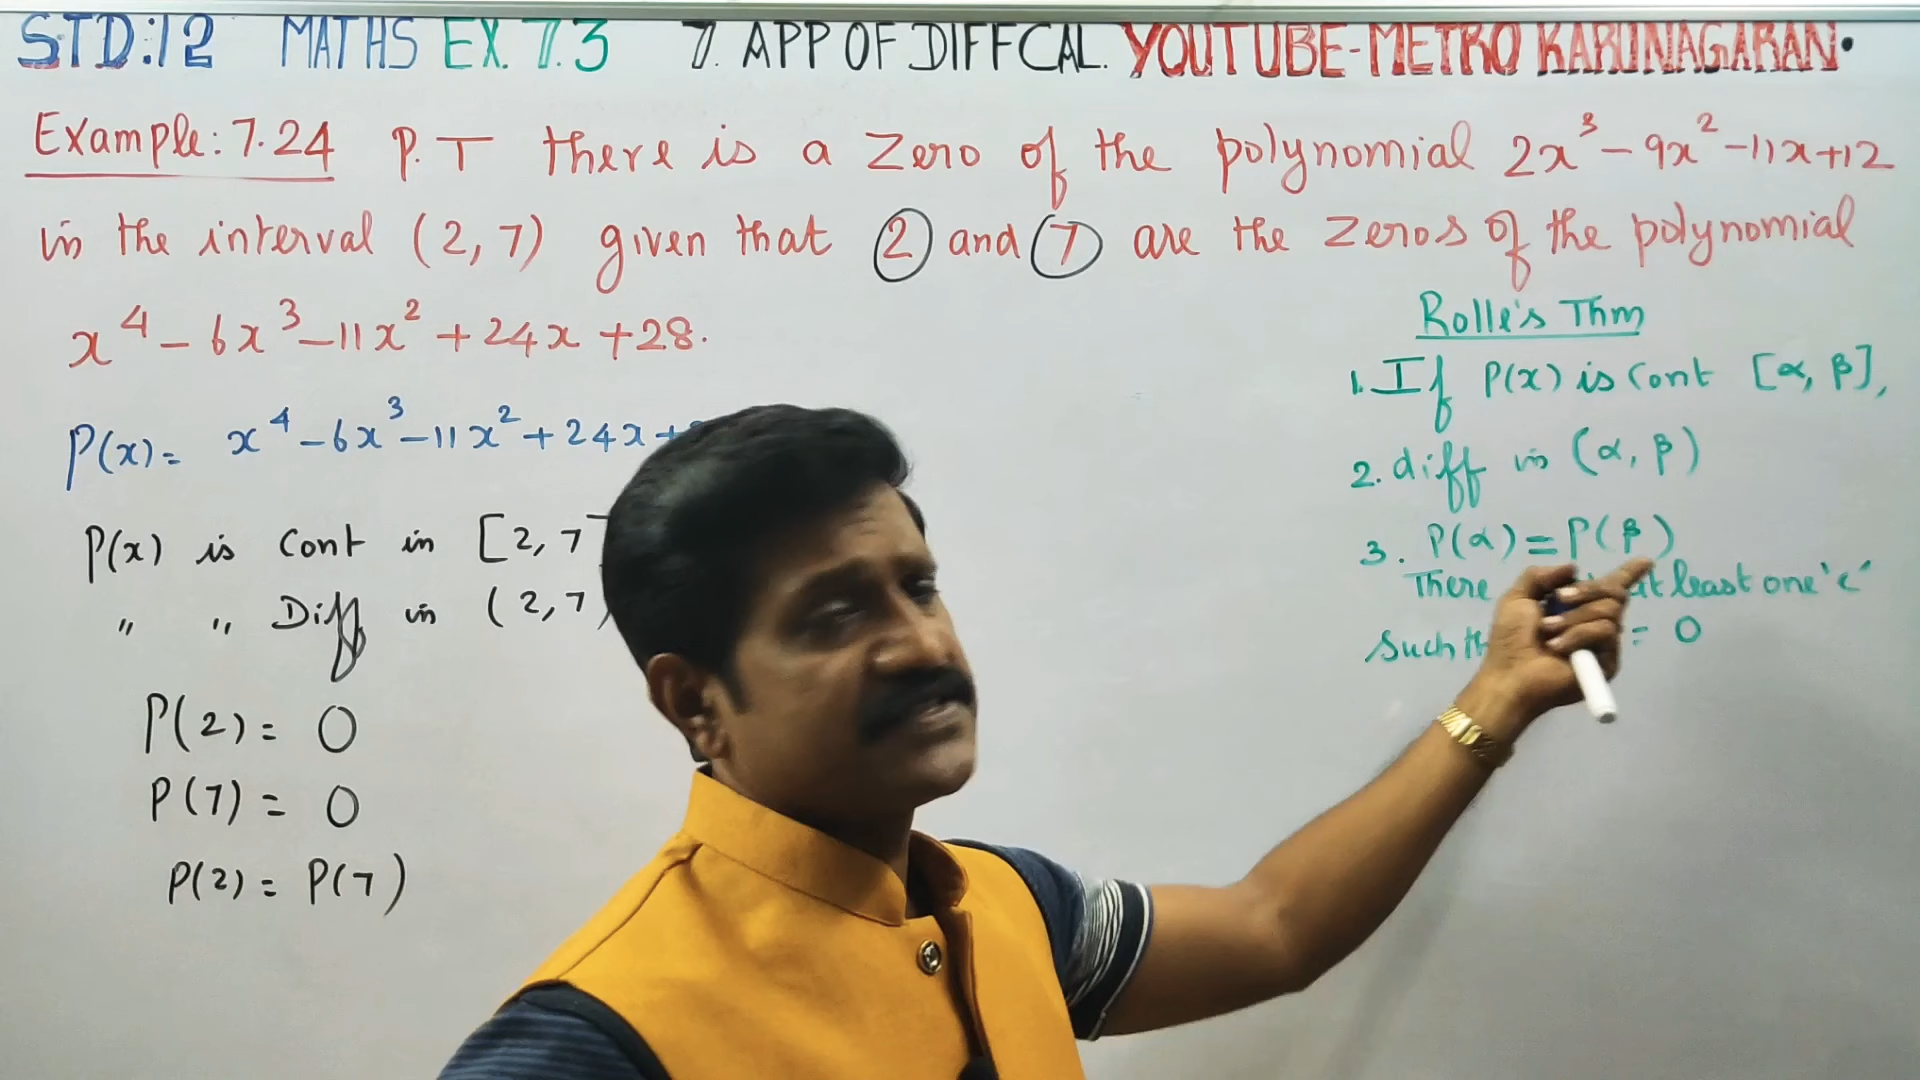 STD:12 MATHS EX. 7.3 7. APP OF DIFFCAL. YOUTUBE-METRO KARUNAGARAN.
Example: 7.24 P.T there is a zero of the polynomial 2x³-9x²-11x+12
in the interval (2,7) given that 2 and 7 are the zeros of the polynomial
x⁴-6x³-11x²+24x+28.
P(x)= x⁴-6x³-11x²+24x+
P(x) is Cont in [2,7
" " Diff in (2,7)
P(2)= 0
P(7)= 0
P(2)= P(7)
Rolle's Thm
1. If P(x) is Cont [α, β],
2. diff in (α, β)
3. P(α)=P(β)
There at least one 'c'
Such = 0